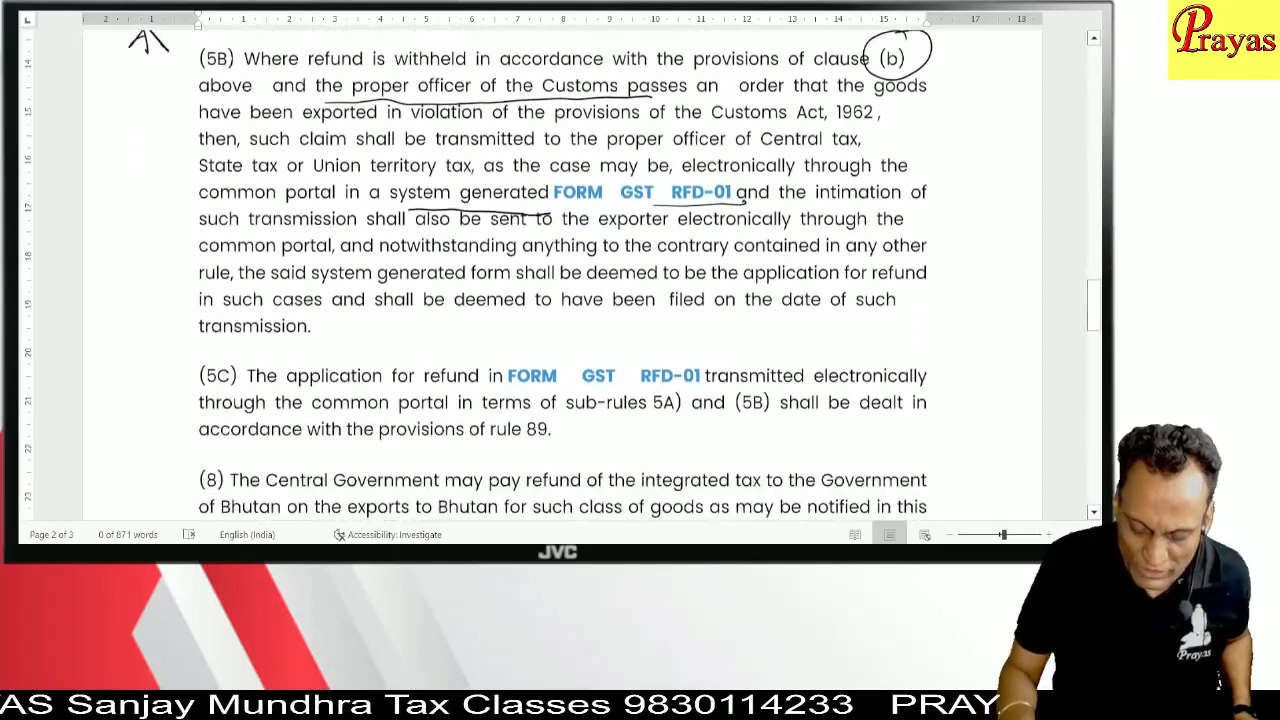 Prayas
(5B) Where refund is withheld in accordance with the provisions of clause (b)
above and the proper officer of the Customs passes an order that the goods
have been exported in violation of the provisions of the Customs Act, 1962,
then, such claim shall be transmitted to the proper officer of Central tax,
State tax or Union territory tax, as the case may be, electronically through the
common portal in a system generated FORM GST RFD-01 and the intimation of
such transmission shall also be sent to the exporter electronically through the
common portal, and notwithstanding anything to the contrary contained in any other
rule, the said system generated form shall be deemed to be the application for refund
in such cases and shall be deemed to have been filed on the date of such
transmission.
(5C) The application for refund in FORM GST RFD-01 transmitted electronically
through the common portal in terms of sub-rules 5A) and (5B) shall be dealt in
accordance with the provisions of rule 89.
(8) The Central Government may pay refund of the integrated tax to the Government
of Bhutan on the exports to Bhutan for such class of goods as may be notified in this
Page 2 of 3 0 of 871 words English (India) Accessibility: Investigate
JVC
Prayas
YAS Sanjay Mundhra Tax Classes 9830114233 PRAY